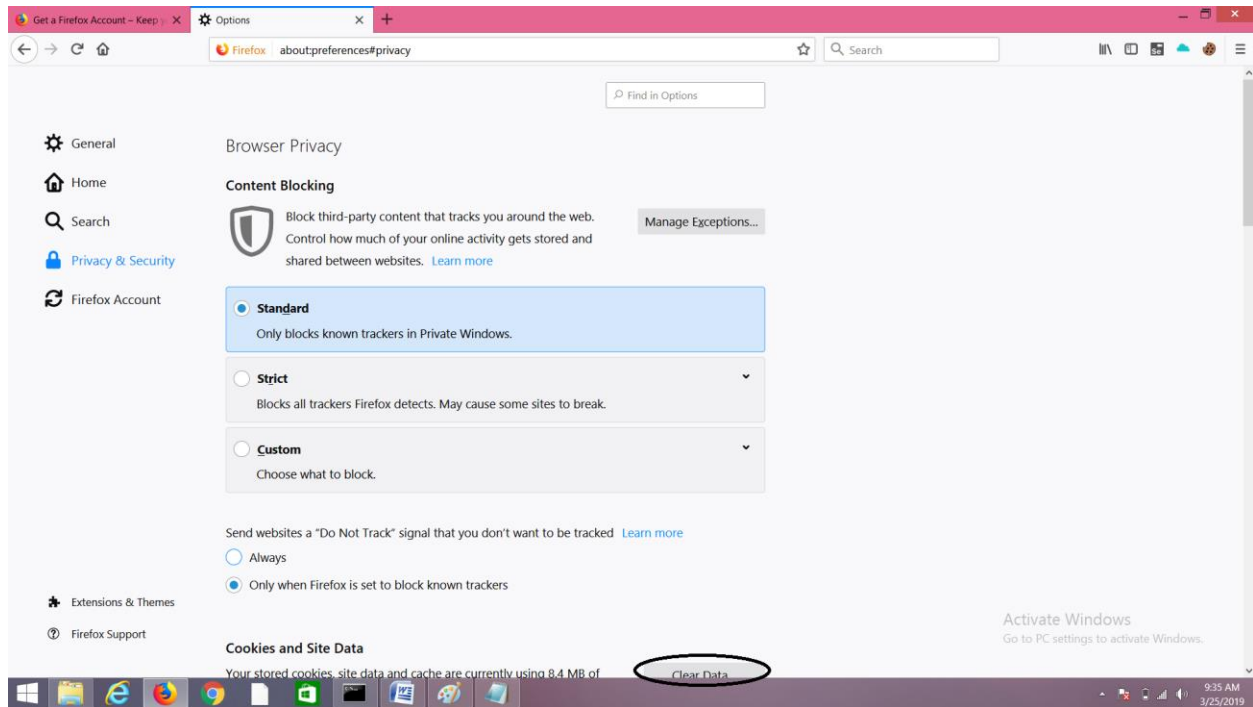 Get a Firefox Account – Keep y
Options
Firefox about:preferences#privacy
Search
Se
Find in Options
General
Home
Search
Privacy & Security
Firefox Account
Extensions & Themes
Firefox Support
Browser Privacy
Content Blocking
Block third-party content that tracks you around the web.
Control how much of your online activity gets stored and
shared between websites. Learn more
Manage Exceptions...
Standard
Only blocks known trackers in Private Windows.
Strict
Blocks all trackers Firefox detects. May cause some sites to break.
Custom
Choose what to block.
Send websites a “Do Not Track” signal that you don’t want to be tracked Learn more
Always
Only when Firefox is set to block known trackers
Cookies and Site Data
Your stored cookies, site data and cache are currently using 8.4 MB of
Clear Data
Activate Windows
Go to PC settings to activate Windows.
9:35 AM
3/25/2019